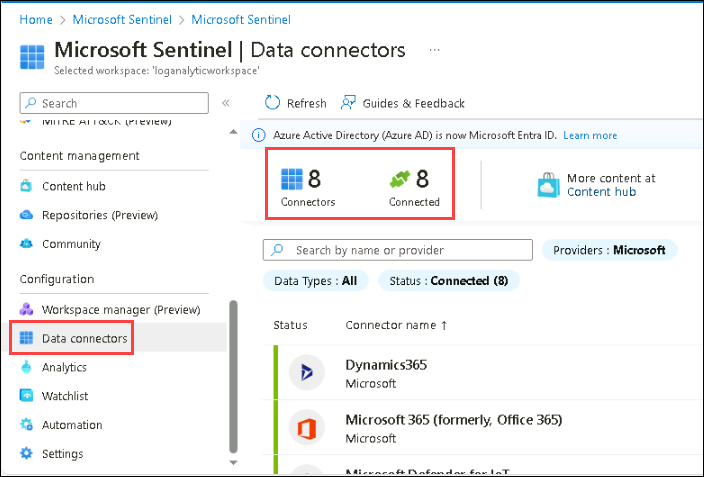 Home > Microsoft Sentinel > Microsoft Sentinel
Microsoft Sentinel | Data connectors ...
Selected workspace: 'loganalyticworkspace'
Search «
MITRE ATT&CK (Preview)
Content management
Content hub
Repositories (Preview)
Community
Configuration
Workspace manager (Preview)
Data connectors
Analytics
Watchlist
Automation
Settings
Refresh Guides & Feedback
Azure Active Directory (Azure AD) is now Microsoft Entra ID. Learn more
8 8
Connectors Connected
More content at
Content hub
Search by name or provider Providers : Microsoft
Data Types : All Status : Connected (8)
Status Connector name ↑
Dynamics365
Microsoft
Microsoft 365 (formerly, Office 365)
Microsoft
Microsoft Defender for IoT